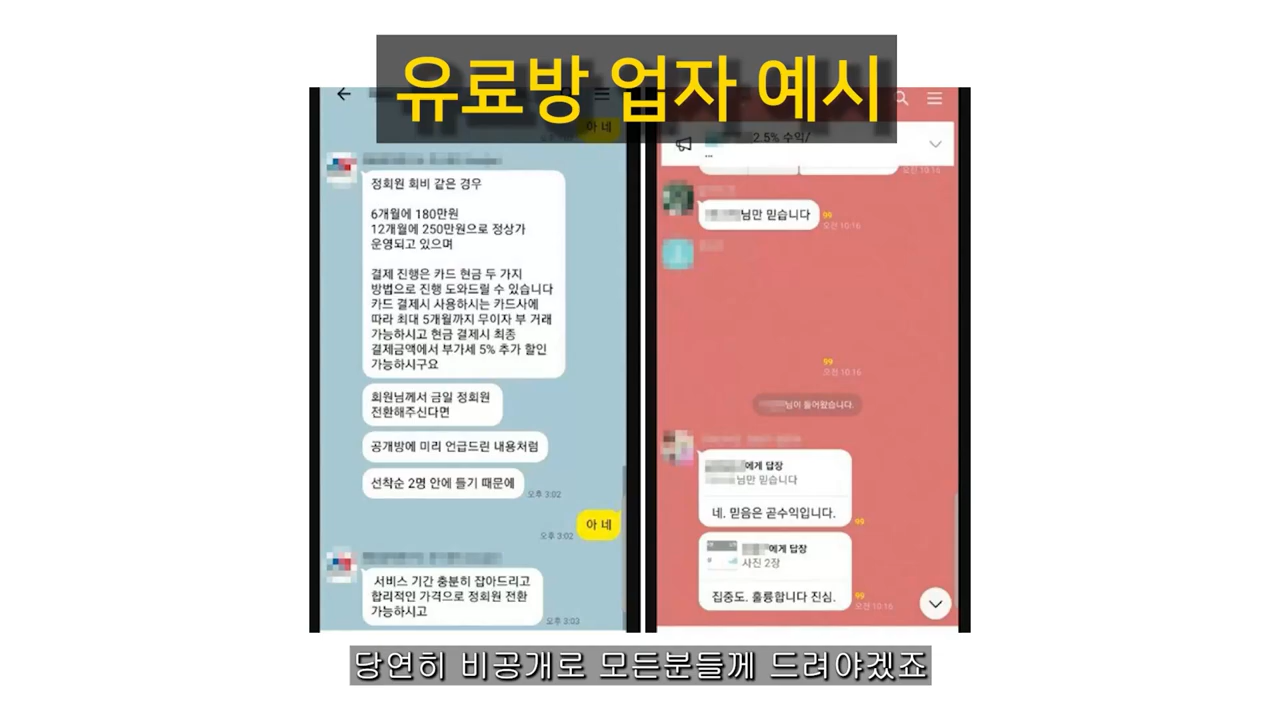 유료방 업자 예시
아 네
정회원 회비 같은 경우
6개월에 180만원
12개월에 250만원으로 정상가
운영되고 있으며
결제 진행은 카드 현금 두 가지
방법으로 진행 도와드릴 수 있습니다
카드 결제시 사용하시는 카드사에
따라 최대 5개월까지 무이자 부 거래
가능하시고 현금 결제시 최종
결제금액에서 부가세 5% 추가 할인
가능하시구요
회원님께서 금일 정회원
전환해주신다면
공개방에 미리 언급드린 내용처럼
선착순 2명 안에 들기 때문에
오후 3:02
아 네
오후 3:02
서비스 기간 충분히 잡아드리고
합리적인 가격으로 정회원 전환
가능하시고
오후 3:03
2.5% 수익/
...
오전 10:16
님만 믿습니다
99
오전 10:16
99
오전 10:16
님이 들어왔습니다.
에게 답장
님만 믿습니다
네. 믿음은 곧수익입니다.
99
에게 답장
사진 2장
집중도. 훌륭합니다 진심.
99
오전 10:16
당연히 비공개로 모든분들께 드려야겠죠